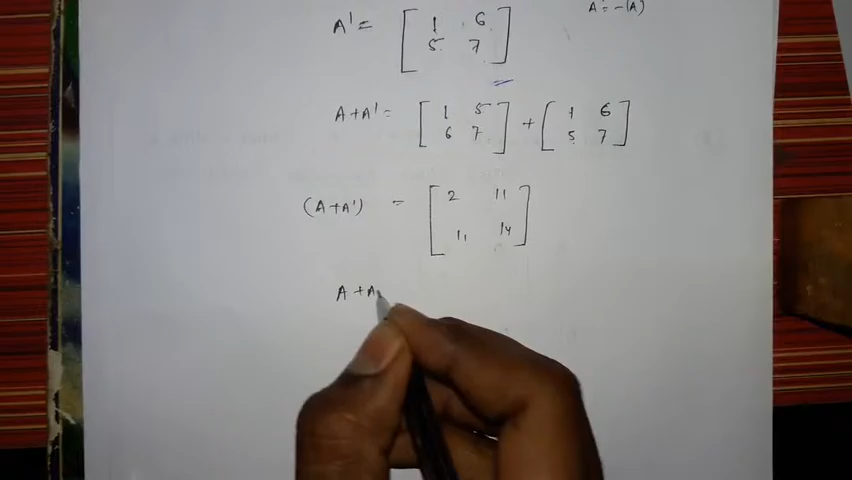 A' = -(A)
A' = [1 6
5 7]
A+A' = [1 5
6 7] + [1 6
5 7]
(A+A') = [2 11
11 14]
A+A